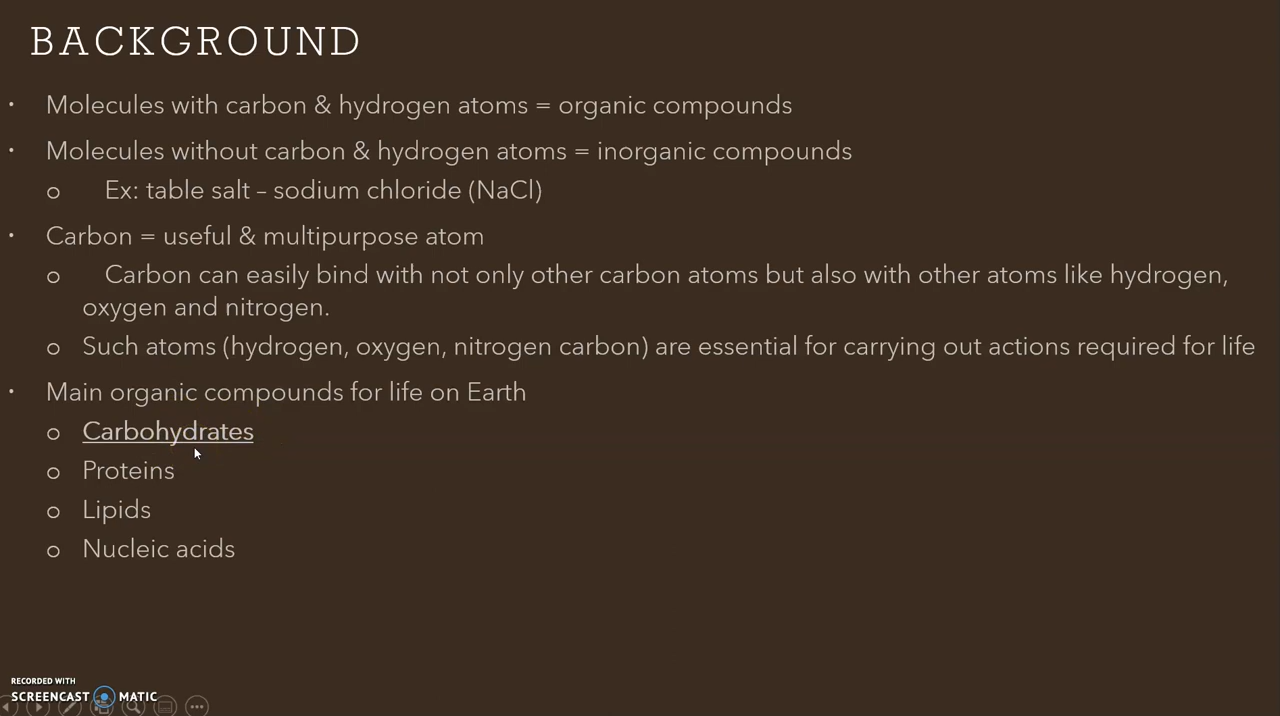 BACKGROUND
• Molecules with carbon & hydrogen atoms = organic compounds
• Molecules without carbon & hydrogen atoms = inorganic compounds
o Ex: table salt – sodium chloride (NaCl)
• Carbon = useful & multipurpose atom
o Carbon can easily bind with not only other carbon atoms but also with other atoms like hydrogen,
oxygen and nitrogen.
o Such atoms (hydrogen, oxygen, nitrogen carbon) are essential for carrying out actions required for life
• Main organic compounds for life on Earth
o Carbohydrates
o Proteins
o Lipids
o Nucleic acids
RECORDED WITH
SCREENCAST MATIC